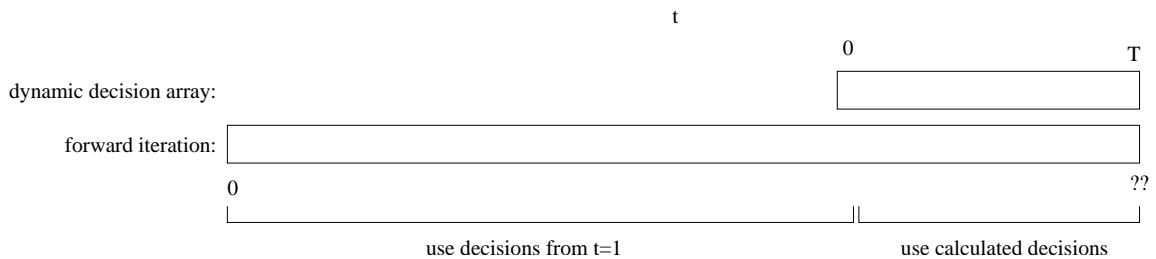 t
0 T
dynamic decision array:
forward iteration:
0 ??
use decisions from t=1 use calculated decisions